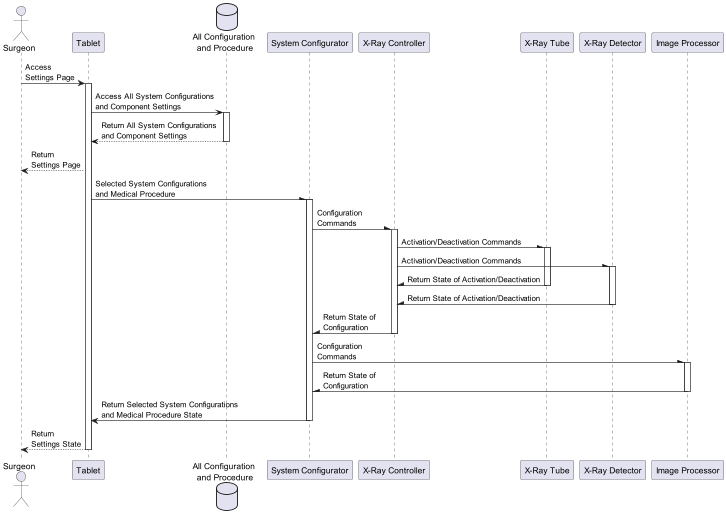 Surgeon
Tablet
All Configuration
and Procedure
System Configurator
X-Ray Controller
X-Ray Tube
X-Ray Detector
Image Processor
Access
Settings Page
Access All System Configurations
and Component Settings
Return All System Configurations
and Component Settings
Return
Settings Page
Selected System Configurations
and Medical Procedure
Configuration
Commands
Activation/Deactivation Commands
Activation/Deactivation Commands
Return State of Activation/Deactivation
Return State of Activation/Deactivation
Return State of
Configuration
Configuration
Commands
Return State of
Configuration
Return Selected System Configurations
and Medical Procedure State
Return
Settings State
Surgeon
Tablet
All Configuration
and Procedure
System Configurator
X-Ray Controller
X-Ray Tube
X-Ray Detector
Image Processor